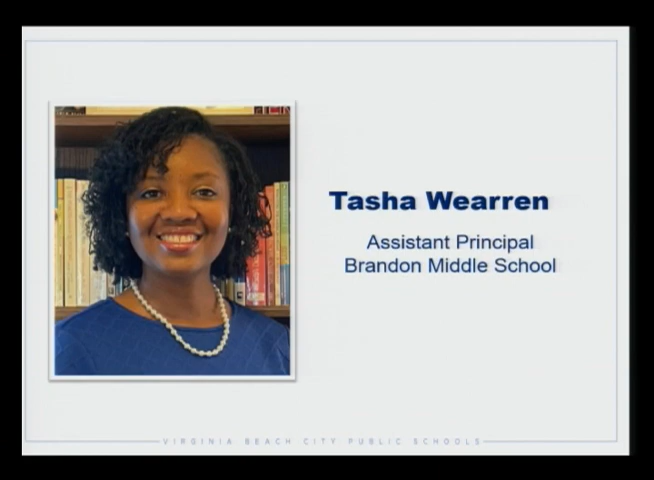 Tasha Wearren
Assistant Principal
Brandon Middle School
VIRGINIA BEACH CITY PUBLIC SCHOOLS